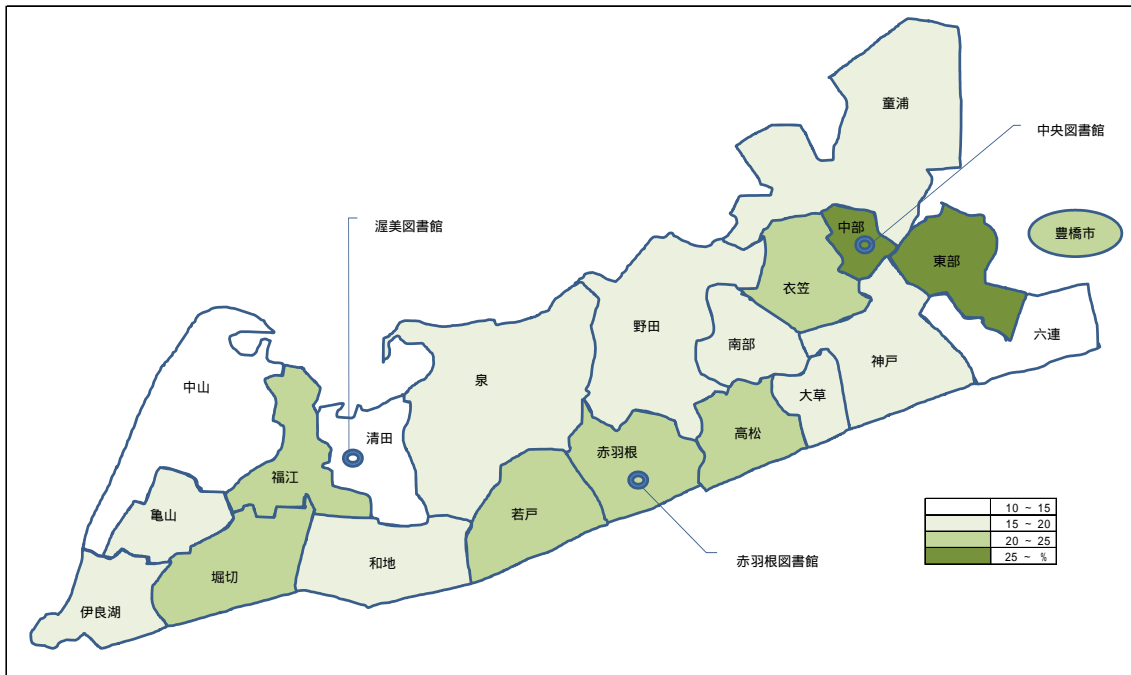 童浦
中央図書館
渥美図書館
中部
豊橋市
東部
衣笠
野田
六連
南部
神戸
泉
中山
大草
清田
高松
赤羽根
福江
亀山
若戸
10 ~ 15
15 ~ 20
20 ~ 25
25 ~ %
和地
赤羽根図書館
堀切
伊良湖